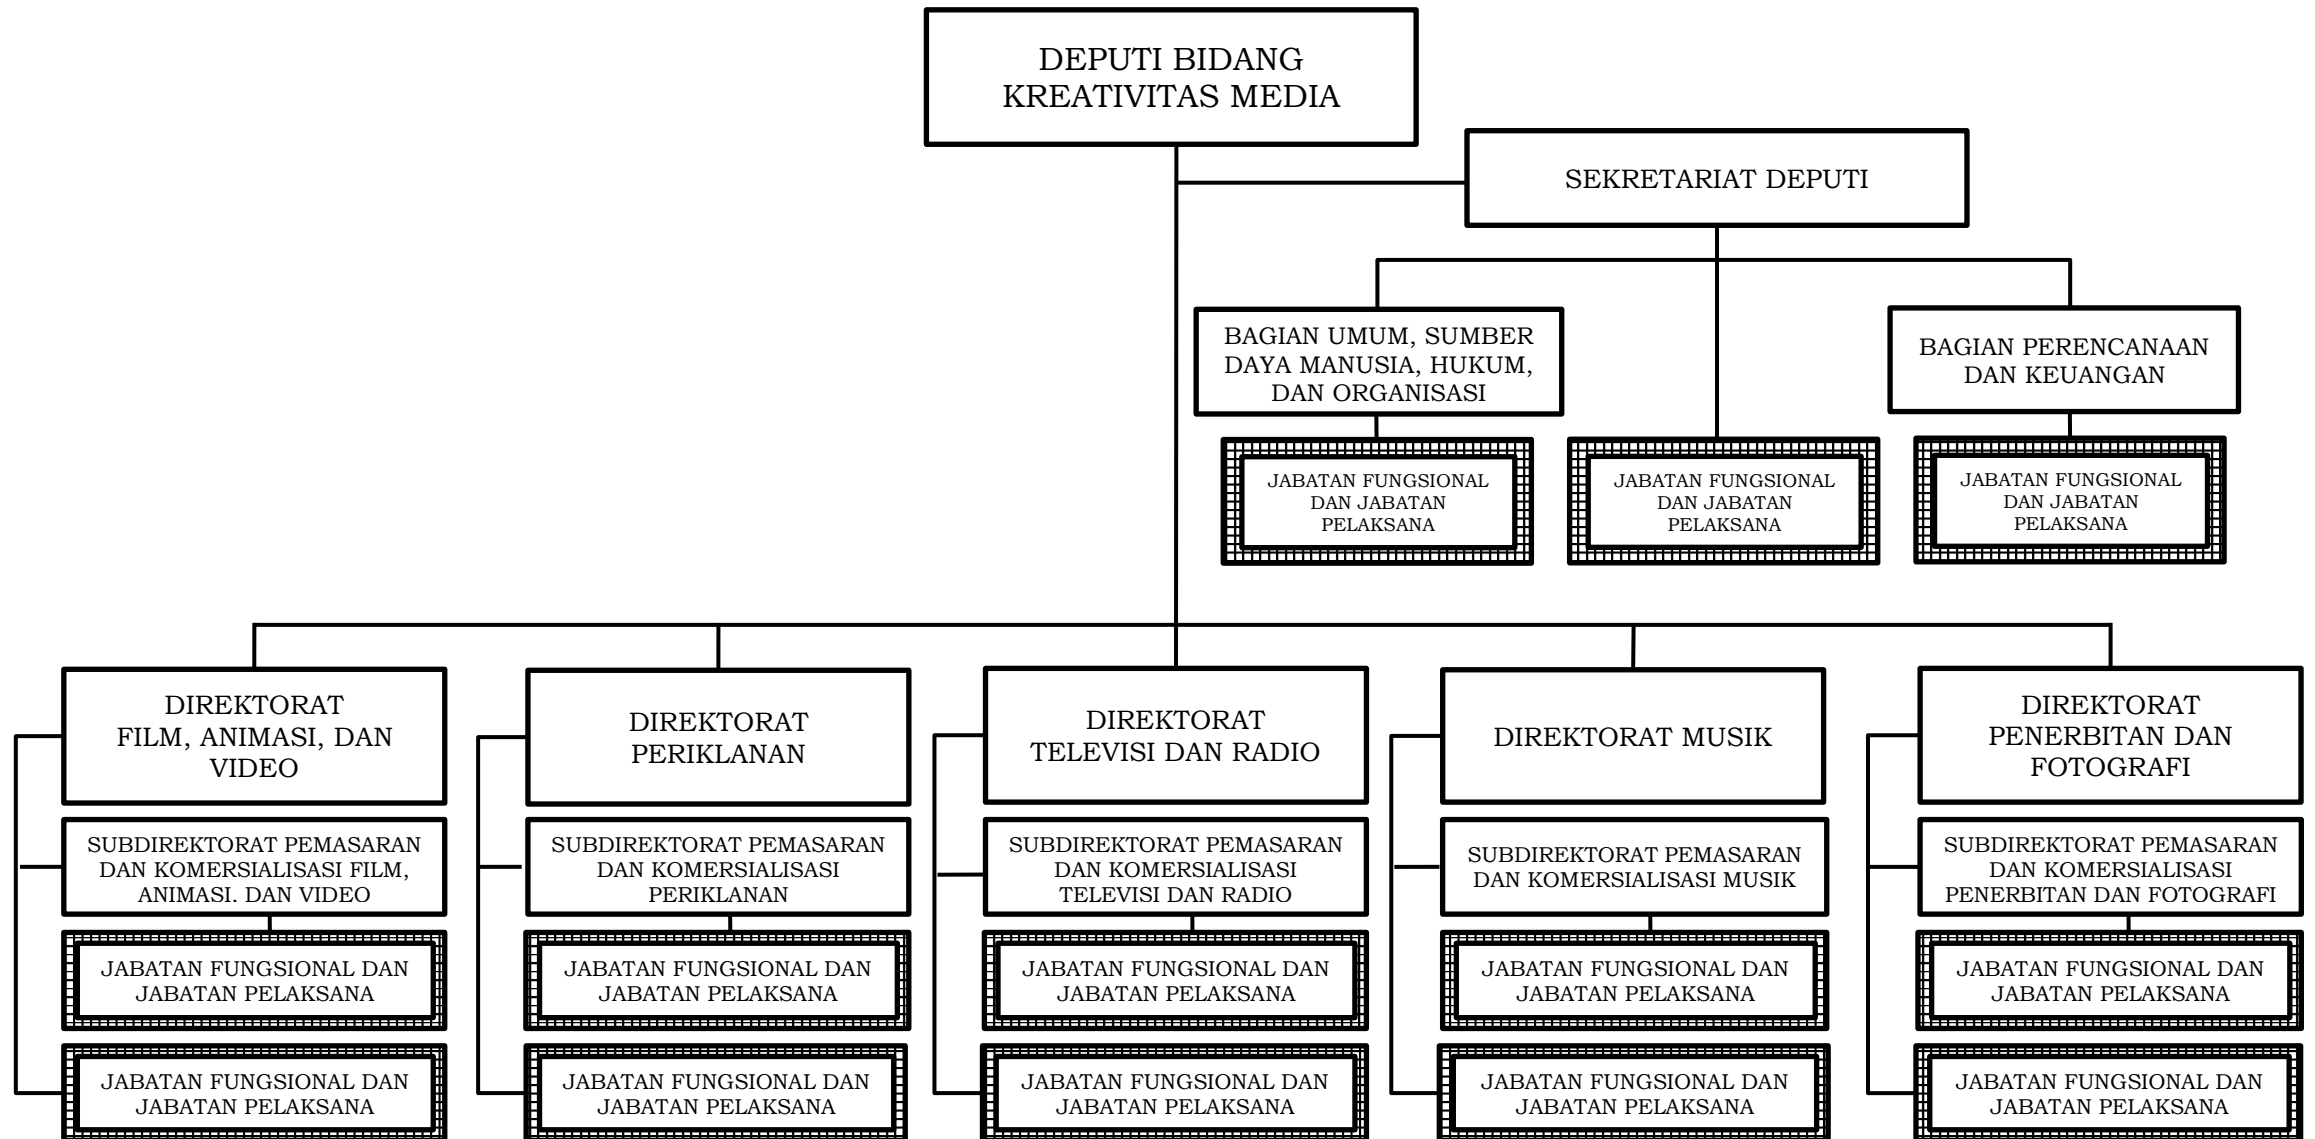 DEPUTI BIDANG
KREATIVITAS MEDIA
SEKRETARIAT DEPUTI
BAGIAN UMUM, SUMBER
DAYA MANUSIA, HUKUM,
DAN ORGANISASI
BAGIAN PERENCANAAN
DAN KEUANGAN
JABATAN FUNGSIONAL
DAN JABATAN
PELAKSANA
JABATAN FUNGSIONAL
DAN JABATAN
PELAKSANA
JABATAN FUNGSIONAL
DAN JABATAN
PELAKSANA
DIREKTORAT
FILM, ANIMASI, DAN
VIDEO
DIREKTORAT
PERIKLANAN
DIREKTORAT
TELEVISI DAN RADIO
DIREKTORAT MUSIK
DIREKTORAT
PENERBITAN DAN
FOTOGRAFI
SUBDIREKTORAT PEMASARAN
DAN KOMERSIALISASI FILM,
ANIMASI. DAN VIDEO
SUBDIREKTORAT PEMASARAN
DAN KOMERSIALISASI
PERIKLANAN
SUBDIREKTORAT PEMASARAN
DAN KOMERSIALISASI
TELEVISI DAN RADIO
SUBDIREKTORAT PEMASARAN
DAN KOMERSIALISASI MUSIK
SUBDIREKTORAT PEMASARAN
DAN KOMERSIALISASI
PENERBITAN DAN FOTOGRAFI
JABATAN FUNGSIONAL DAN
JABATAN PELAKSANA
JABATAN FUNGSIONAL DAN
JABATAN PELAKSANA
JABATAN FUNGSIONAL DAN
JABATAN PELAKSANA
JABATAN FUNGSIONAL DAN
JABATAN PELAKSANA
JABATAN FUNGSIONAL DAN
JABATAN PELAKSANA
JABATAN FUNGSIONAL DAN
JABATAN PELAKSANA
JABATAN FUNGSIONAL DAN
JABATAN PELAKSANA
JABATAN FUNGSIONAL DAN
JABATAN PELAKSANA
JABATAN FUNGSIONAL DAN
JABATAN PELAKSANA
JABATAN FUNGSIONAL DAN
JABATAN PELAKSANA